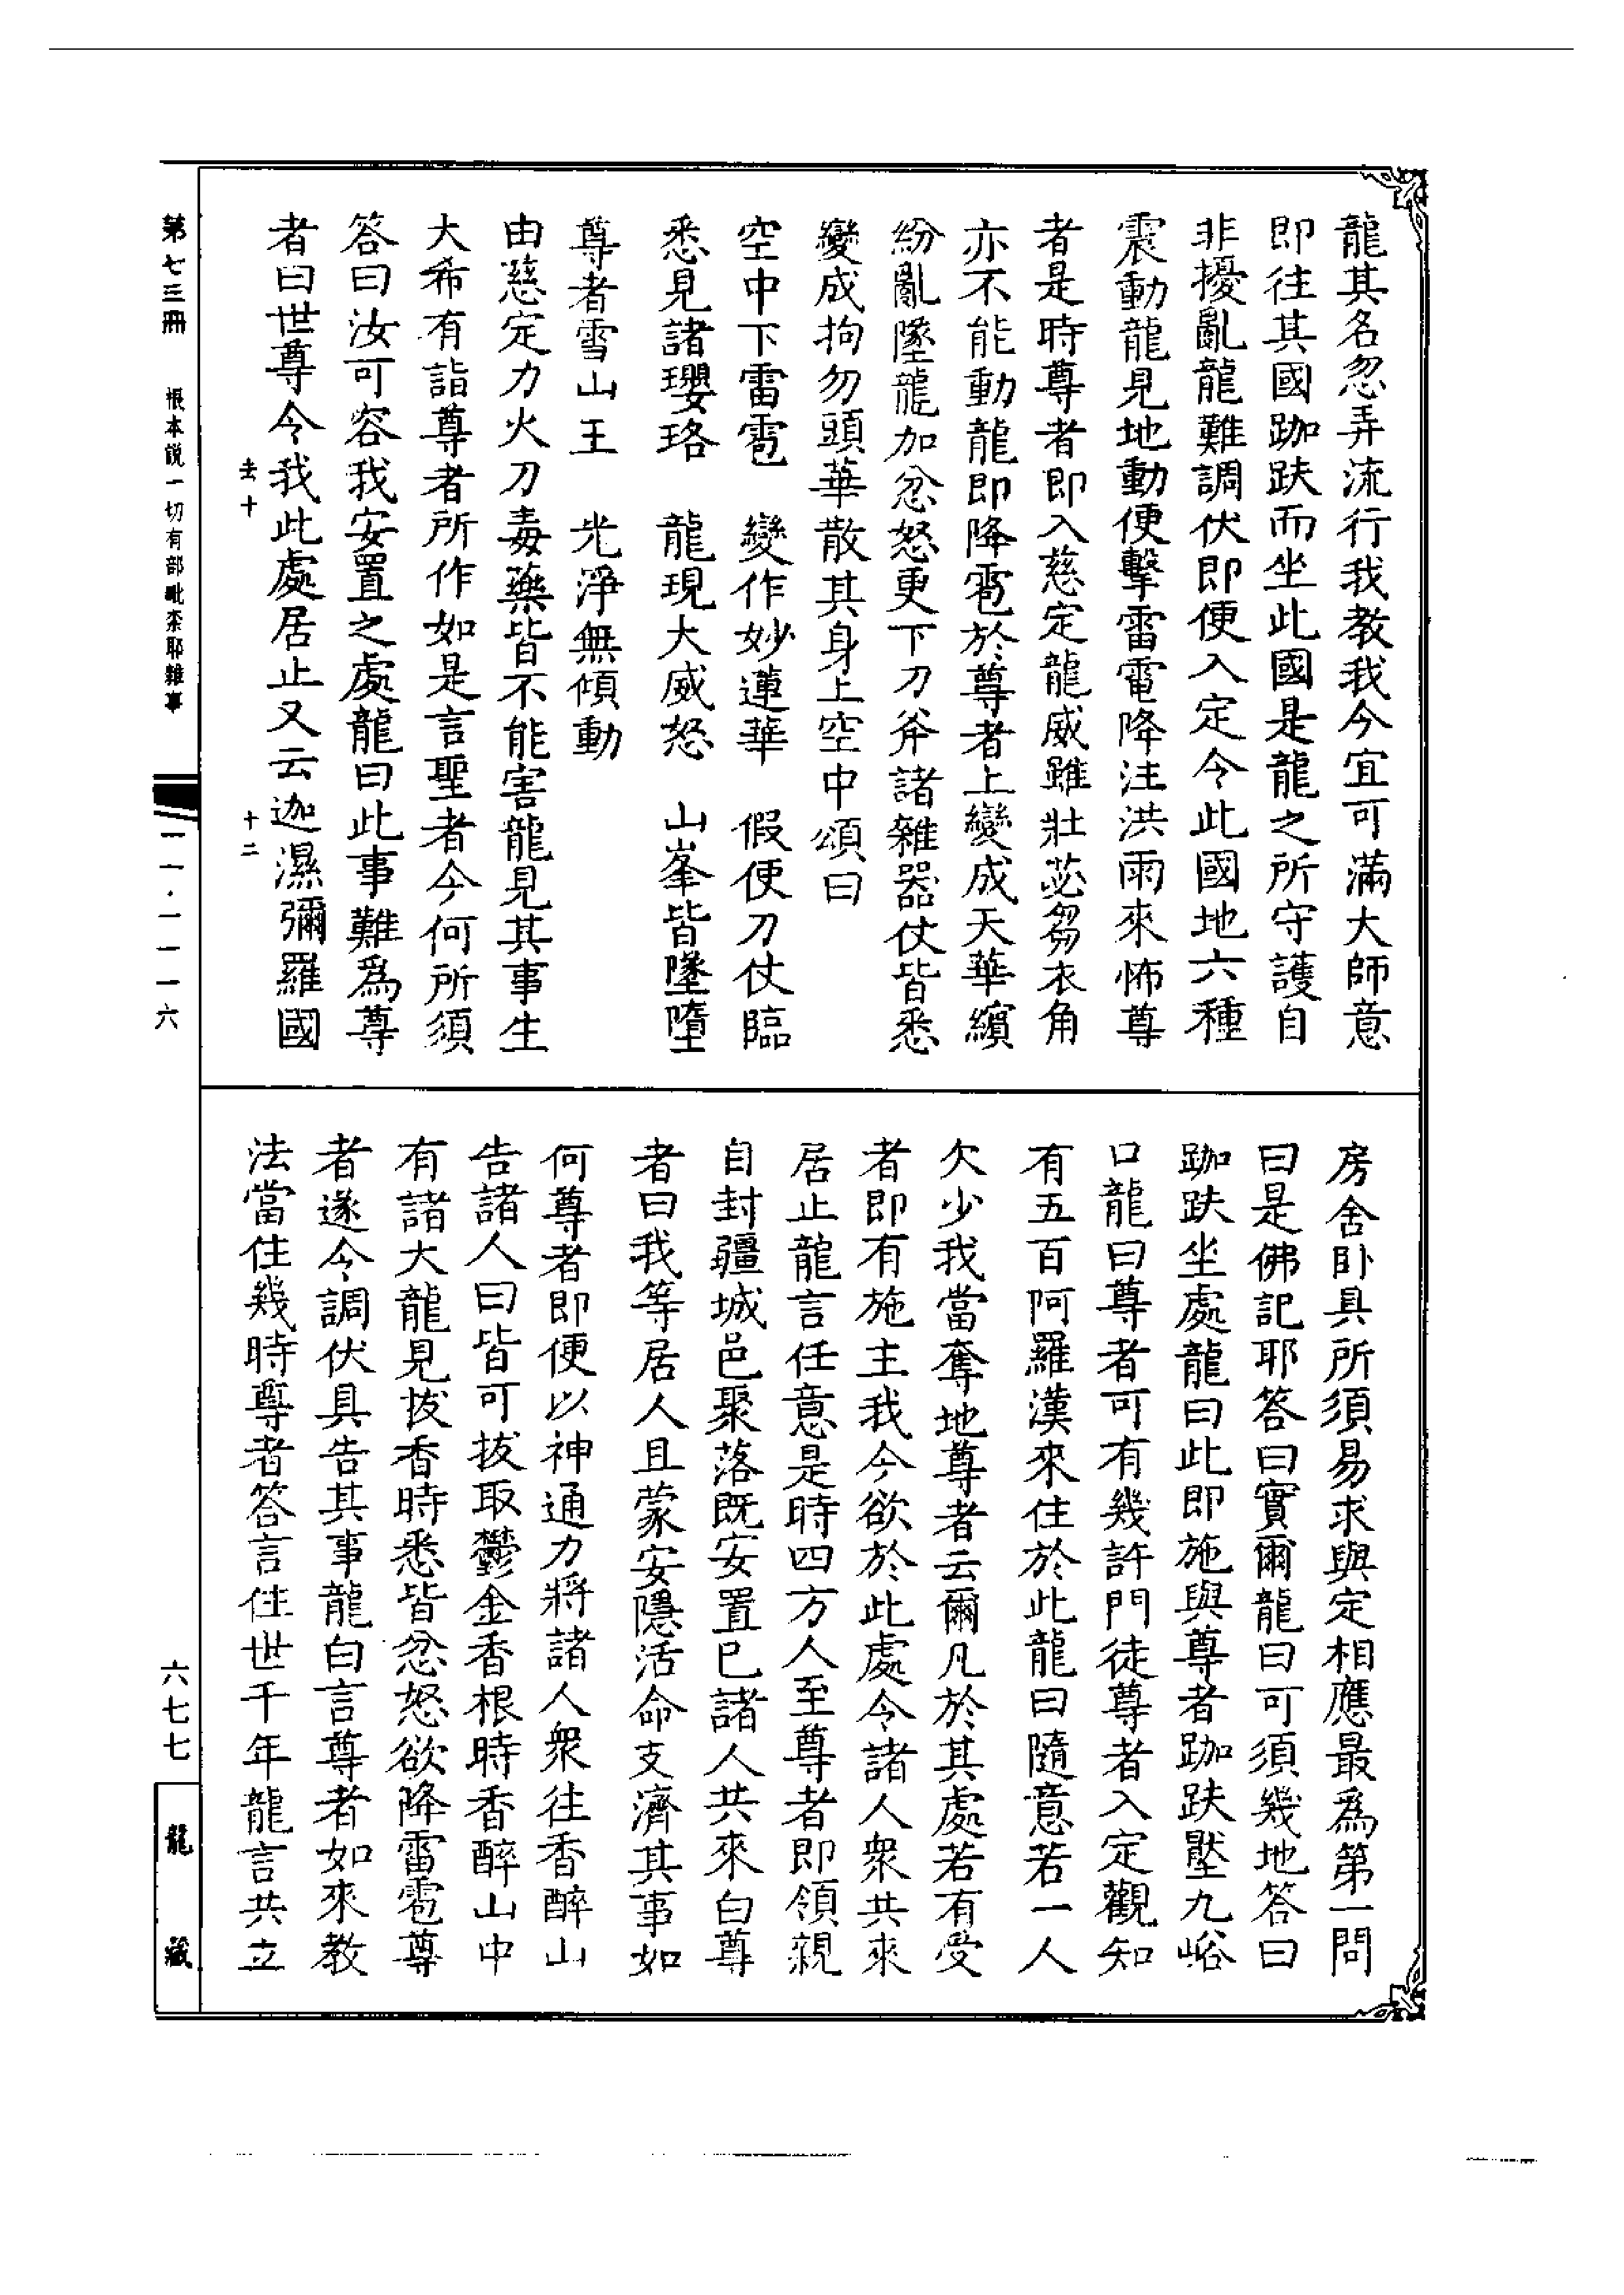 龍其名忽弄流行我教我今宜可滿大師意
即往其國跏趺而坐此國是龍之所守護自
非擾亂龍難調伏即便入定令此國地六種
震動龍見地動便擊雷電降注洪雨來怖尊
者是時尊者即入慈定龍威雖壯苾芻衣角
亦不能動龍即降雹於尊者上變成天華繽
紛亂墜龍加忿怒更下刀斧諸雜器仗皆悉
變成拘勿頭華散其身上空中頌曰
空中下雷雹　變作妙蓮華　假使刀仗臨
悉見諸瓔珞　龍現大威怒　山峯皆墜墮
尊者雪山王　光淨無傾動
由慈定力火刀毒藥皆不能害龍見其事生
大希有詣尊者所作如是言聖者今何所須
答曰汝可容我安置之處龍曰此事難爲尊
者曰世尊令我此處居止又云迦濕彌羅國
去十
十二
房舍卧具所須易求與定相應最爲第一問
曰是佛記耶答曰實爾龍曰可須幾地答曰
跏趺坐處龍曰此即施與尊者跏趺壓九峪
口龍曰尊者可有幾許門徒尊者入定觀知
有五百阿羅漢來住於此龍曰隨意若一人
欠少我當奪地尊者云爾凡於其處若有受
者即有施主我今欲於此處令諸人衆共來
居止龍言任意是時四方人至尊者即領親
自封疆城邑聚落既安置已諸人共來白尊
者曰我等居人且蒙安隱活命支濟其事如
何尊者即便以神通力將諸人衆往香醉山
告諸人曰皆可拔取鬱金香根時香醉山中
有諸大龍見拔香時悉皆忿怒欲降雷雹尊
者遂令調伏具告其事龍白言尊者如來教
法當住幾時尊者答言住世千年龍言共立
第七三冊　根本說一切有部毗柰耶雜事
一一·一一一六
六七七
龍藏